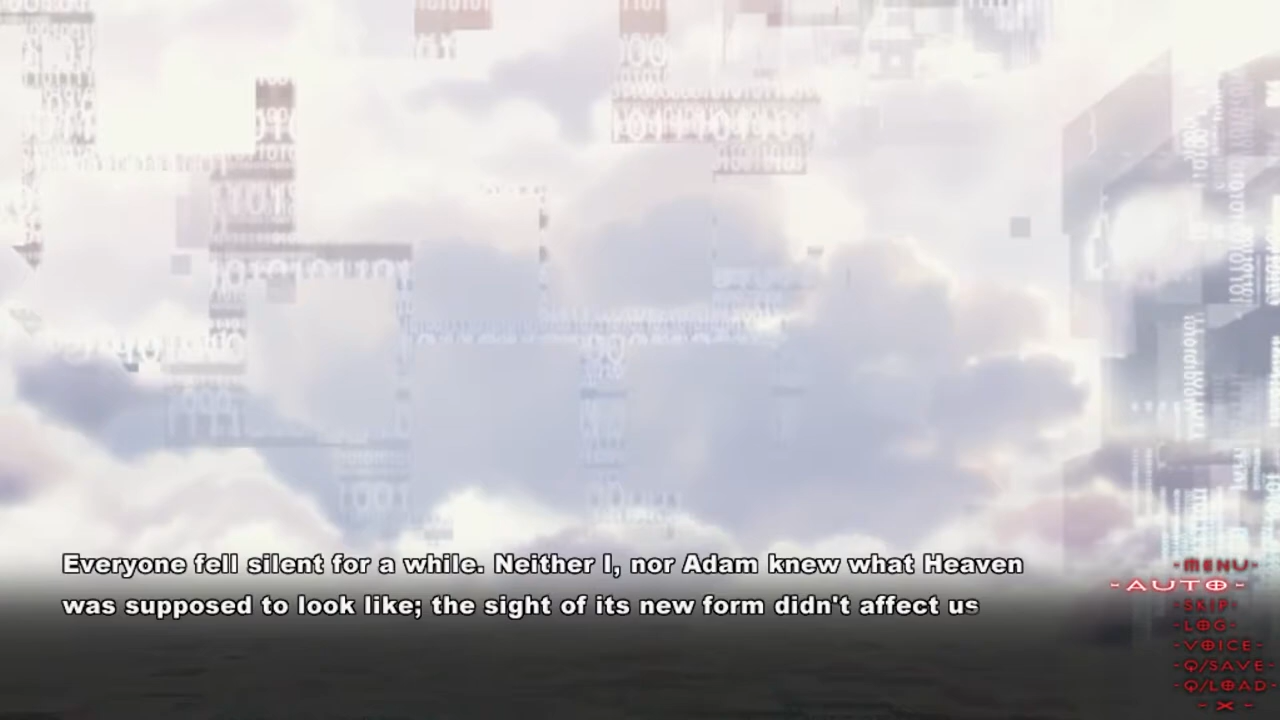 Everyone fell silent for a while. Neither I, nor Adam knew what Heaven
was supposed to look like; the sight of its new form didn't affect us
-MENU-
-AUTO-
-SKIP-
-LOG-
-VOICE-
-Q/SAVE-
-Q/LOAD-
-X-